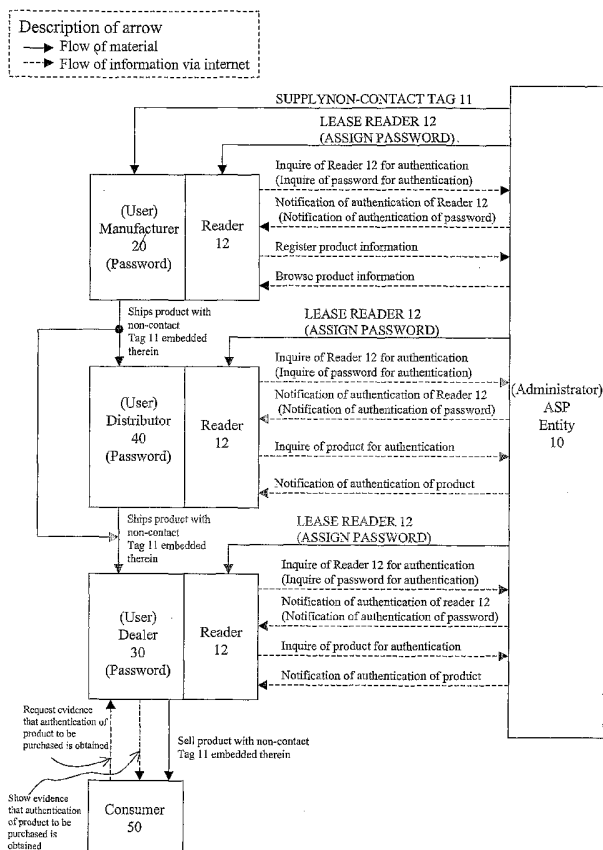 Description of arrow
Flow of material
Flow of information via internet
SUPPLYNON-CONTACT TAG 11
LEASE READER 12
(ASSIGN PASSWORD)
(User)
Manufacturer
20
(Password)
Reader
12
Inquire of Reader 12 for authentication
(Inquire of password for authentication)
Notification of authentication of Reader 12
(Notification of authentication of password)
Register product information
Browse product information
Ships product with
non-contact
Tag 11 embedded
therein
LEASE READER 12
(ASSIGN PASSWORD)
(User)
Distributor
40
(Password)
Reader
12
Inquire of Reader 12 for authentication
(Inquire of password for authentication)
Notification of authentication of Reader 12
(Notification of authentication of password)
Inquire of product for authentication
Notification of authentication of product
(Administrator)
ASP
Entity
10
Ships product with
non-contact
Tag 11 embedded
therein
LEASE READER 12
(ASSIGN PASSWORD)
(User)
Dealer
30
(Password)
Reader
12
Inquire of Reader 12 for authentication
(Inquire of password for authentication)
Notification of authentication of reader 12
(Notification of authentication of password)
Inquire of product for authentication
Notification of authentication of product
Request evidence
that authentication of
product to be
purchased is obtained
Sell product with non-contact
Tag 11 embedded therein
Show evidence
that authentication
of product to be
purchased is
obtained
Consumer
50